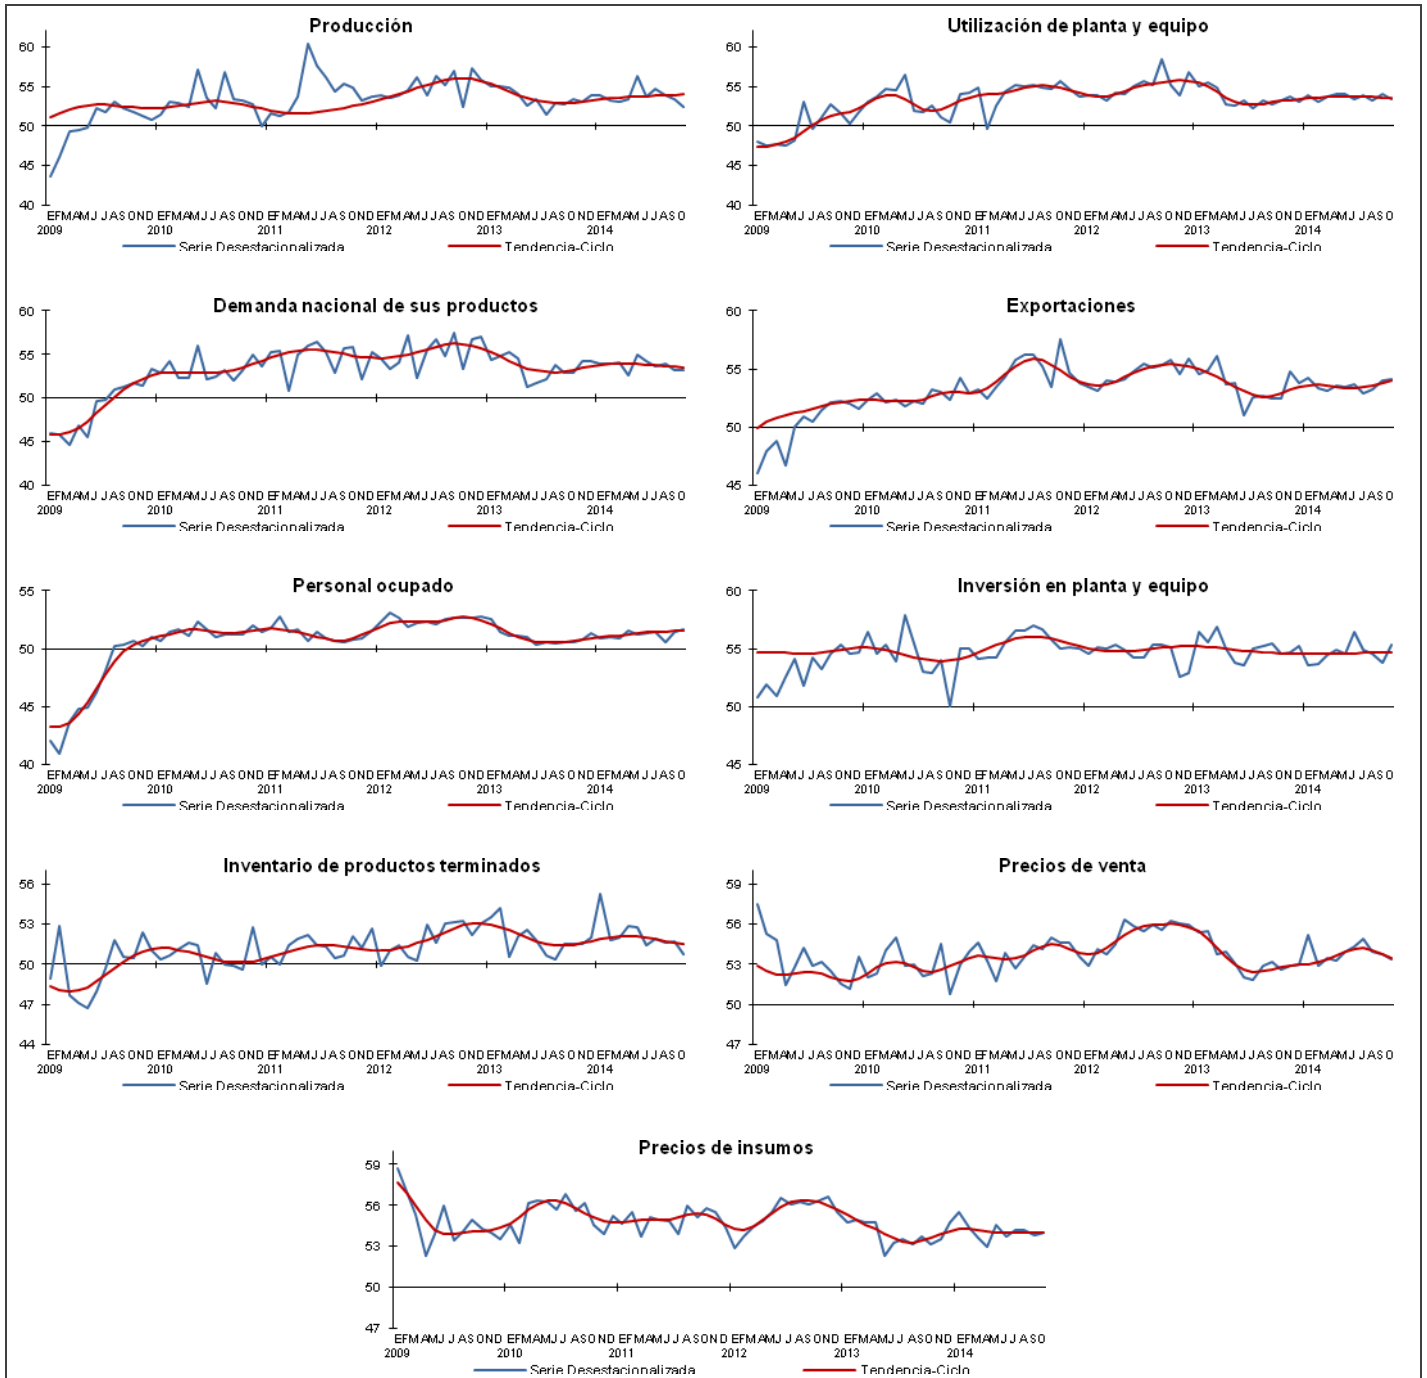 Producción
60
55
50
45
40
EFMAMJJASONDEFMAMJJASONDEFMAMJJASONDEFMAMJJASONDEFMAMJJASONDEFMAMJJASO
2009 2010 2011 2012 2013 2014
Serie Desestacionalizada Tendencia-Ciclo
Utilización de planta y equipo
60
55
50
45
40
EFMAMJJASONDEFMAMJJASONDEFMAMJJASONDEFMAMJJASONDEFMAMJJASONDEFMAMJJASO
2009 2010 2011 2012 2013 2014
Serie Desestacionalizada Tendencia-Ciclo
Demanda nacional de sus productos
60
55
50
45
40
EFMAMJJASONDEFMAMJJASONDEFMAMJJASONDEFMAMJJASONDEFMAMJJASONDEFMAMJJASO
2009 2010 2011 2012 2013 2014
Serie Desestacionalizada Tendencia-Ciclo
Exportaciones
60
55
50
45
EFMAMJJASONDEFMAMJJASONDEFMAMJJASONDEFMAMJJASONDEFMAMJJASONDEFMAMJJASO
2009 2010 2011 2012 2013 2014
Serie Desestacionalizada Tendencia-Ciclo
Personal ocupado
55
50
45
40
EFMAMJJASONDEFMAMJJASONDEFMAMJJASONDEFMAMJJASONDEFMAMJJASONDEFMAMJJASO
2009 2010 2011 2012 2013 2014
Serie Desestacionalizada Tendencia-Ciclo
Inversión en planta y equipo
60
55
50
45
EFMAMJJASONDEFMAMJJASONDEFMAMJJASONDEFMAMJJASONDEFMAMJJASONDEFMAMJJASO
2009 2010 2011 2012 2013 2014
Serie Desestacionalizada Tendencia-Ciclo
Inventario de productos terminados
56
53
50
47
44
EFMAMJJASONDEFMAMJJASONDEFMAMJJASONDEFMAMJJASONDEFMAMJJASONDEFMAMJJASO
2009 2010 2011 2012 2013 2014
Serie Desestacionalizada Tendencia-Ciclo
Precios de venta
59
56
53
50
47
EFMAMJJASONDEFMAMJJASONDEFMAMJJASONDEFMAMJJASONDEFMAMJJASONDEFMAMJJASO
2009 2010 2011 2012 2013 2014
Serie Desestacionalizada Tendencia-Ciclo
Precios de insumos
59
56
53
50
47
EFMAMJJASONDEFMAMJJASONDEFMAMJJASONDEFMAMJJASONDEFMAMJJASONDEFMAMJJASO
2009 2010 2011 2012 2013 2014
Serie Desestacionalizada Tendencia-Ciclo